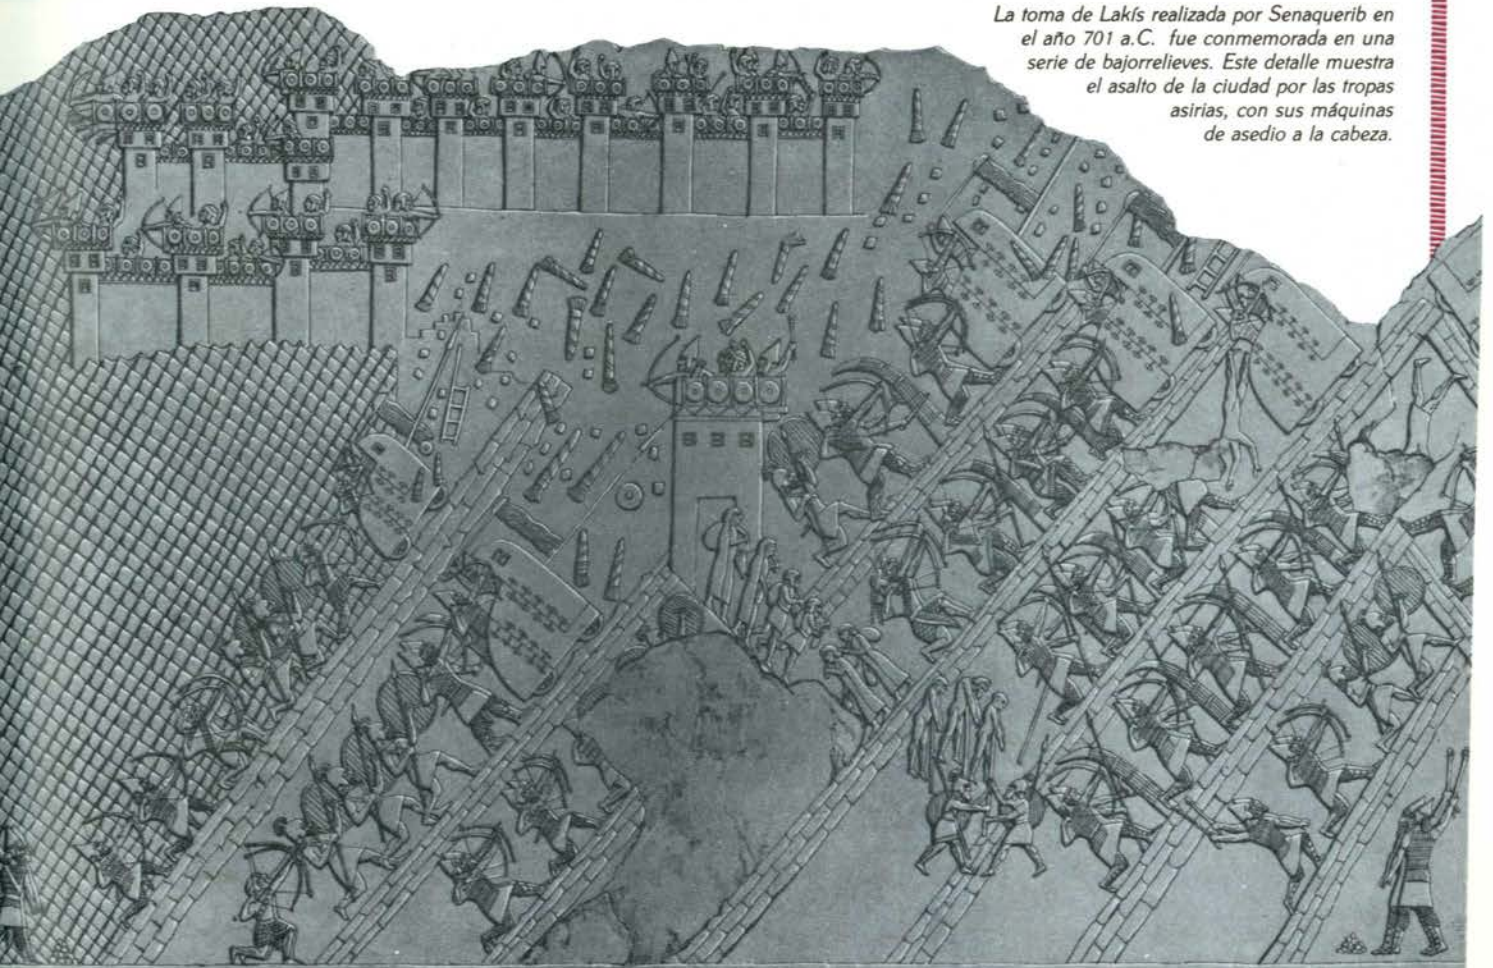 La toma de Lakís realizada por Senaquerib en
el año 701 a.C. fue conmemorada en una
serie de bajorrelieves. Este detalle muestra
el asalto de la ciudad por las tropas
asirias, con sus máquinas
de asedio a la cabeza.